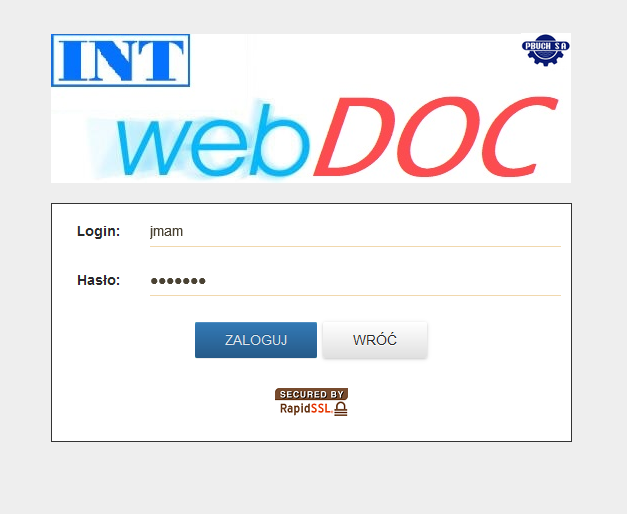 INT
PBUCH S A
webDOC
Login: jmam
Hasło: ●●●●●●●
ZALOGUJ WRÓĆ
SECURED BY
RapidSSL.